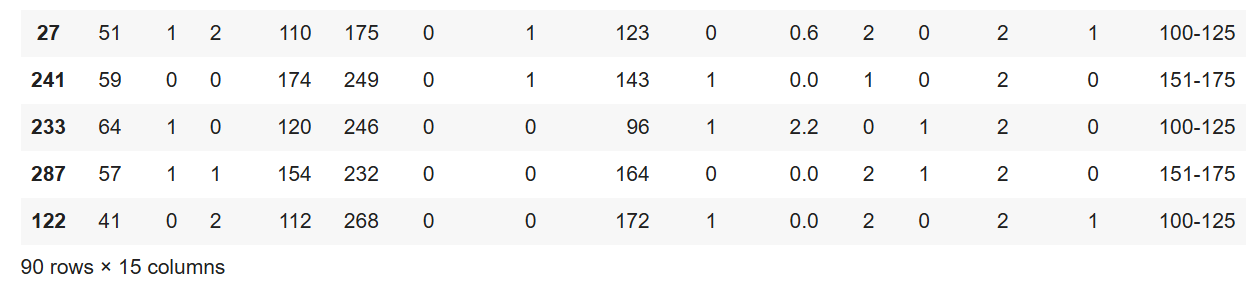 27 51 1 2 110 175 0 1 123 0 0.6 2 0 2 1 100-125
241 59 0 0 174 249 0 1 143 1 0.0 1 0 2 0 151-175
233 64 1 0 120 246 0 0 96 1 2.2 0 1 2 0 100-125
287 57 1 1 154 232 0 0 164 0 0.0 2 1 2 0 151-175
122 41 0 2 112 268 0 0 172 1 0.0 2 0 2 1 100-125
90 rows × 15 columns